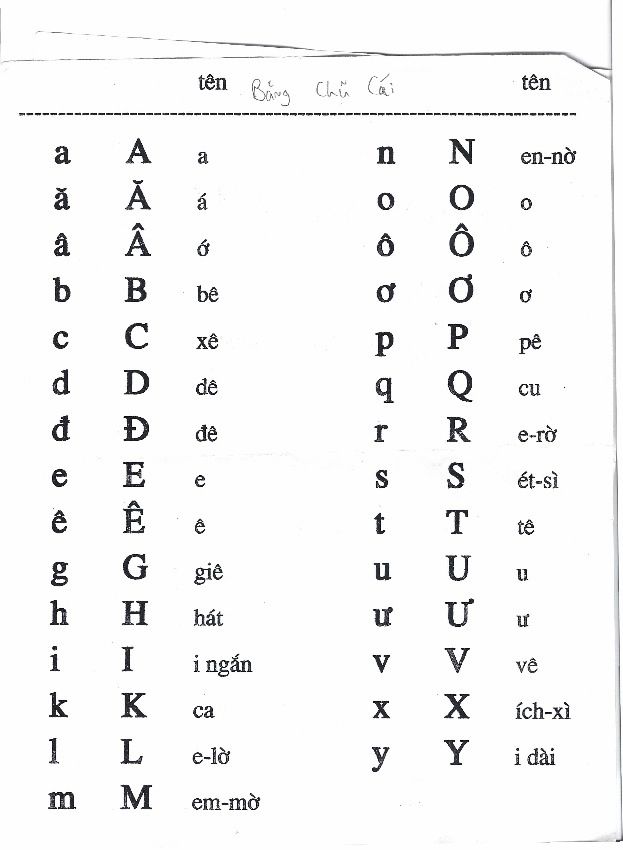 tên Bảng Chữ Cái tên
a A a n N en-nờ
ă Ă á o O o
â Â ớ ô Ô ô
b B bê ơ Ơ ơ
c C xê p P pê
d D dê q Q cu
đ Đ đê r R e-rờ
e E e s S ét-sì
ê Ê ê t T tê
g G giê u U u
h H hát ư Ư ư
i I i ngắn v V vê
k K ca x X ích-xì
l L e-lờ y Y i dài
m M em-mờ